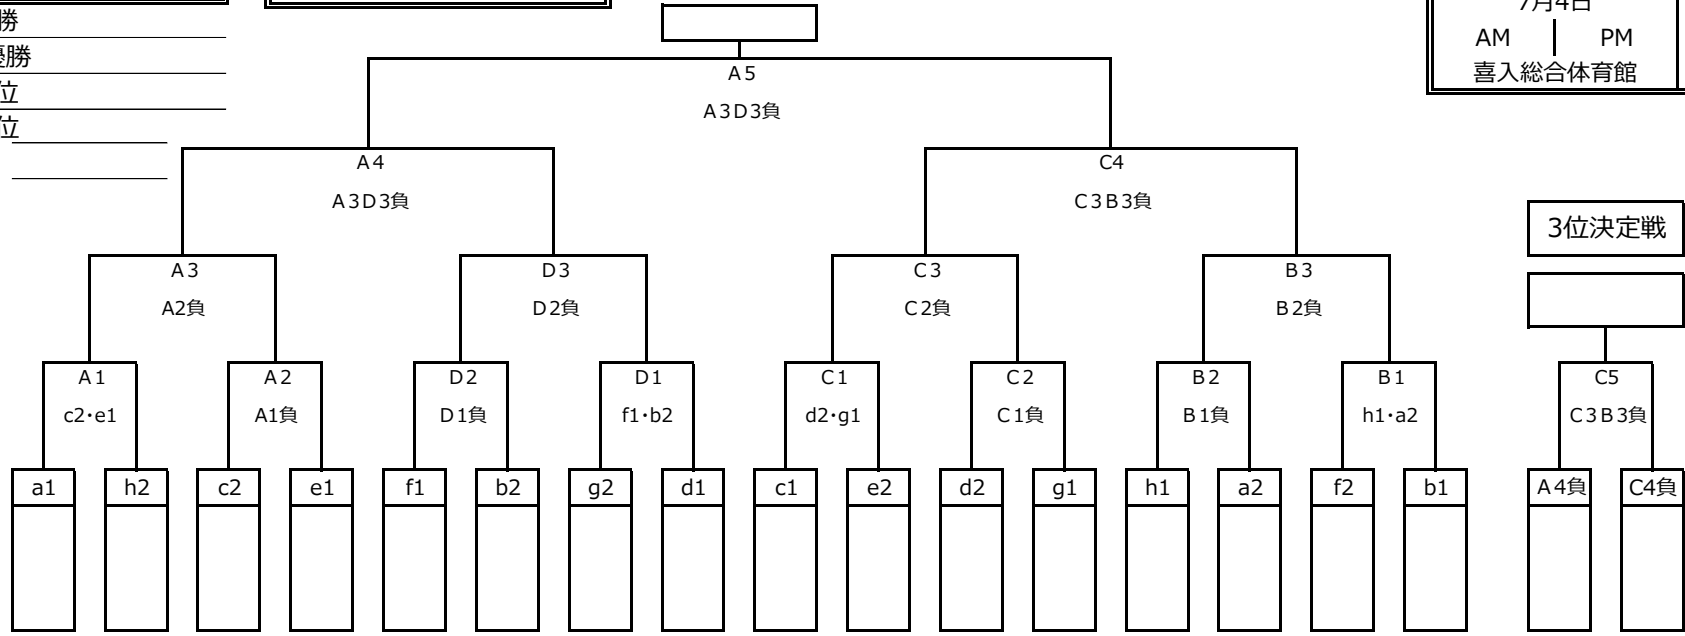 勝
優勝
位
位
7月4日
AM PM
喜入総合体育館
A5
A3D3負
A4
A3D3負
C4
C3B3負
3位決定戦
A3
A2負
D3
D2負
C3
C2負
B3
B2負
A1
c2・e1
A2
A1負
D2
D1負
D1
f1・b2
C1
d2・g1
C2
C1負
B2
B1負
B1
h1・a2
C5
C3B3負
a1 h2 c2 e1 f1 b2 g2 d1 c1 e2 d2 g1 h1 a2 f2 b1 A4負 C4負